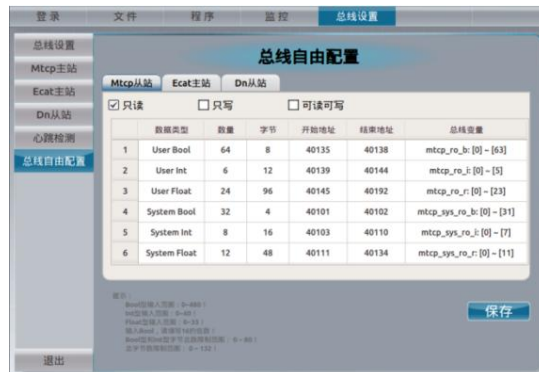 登录 文件 程序 监控 总线设置
总线设置
Mtcp主站
Ecat主站
Dn从站
心跳检测
总线自由配置
退出
总线自由配置
Mtcp从站 Ecat主站 Dn从站
只读 只写 可读可写
数据类型 数量 字节 开始地址 结束地址 总线变量
1 User Bool 64 8 40135 40138 mtcp_ro_b: [0] ~ [63]
2 User Int 6 12 40139 40144 mtcp_ro_i: [0] ~ [5]
3 User Float 24 96 40145 40192 mtcp_ro_r: [0] ~ [23]
4 System Bool 32 4 40101 40102 mtcp_sys_ro_b: [0] ~ [31]
5 System Int 8 16 40103 40110 mtcp_sys_ro_i: [0] ~ [7]
6 System Float 12 48 40111 40134 mtcp_sys_ro_r: [0] ~ [11]
提示:
保存